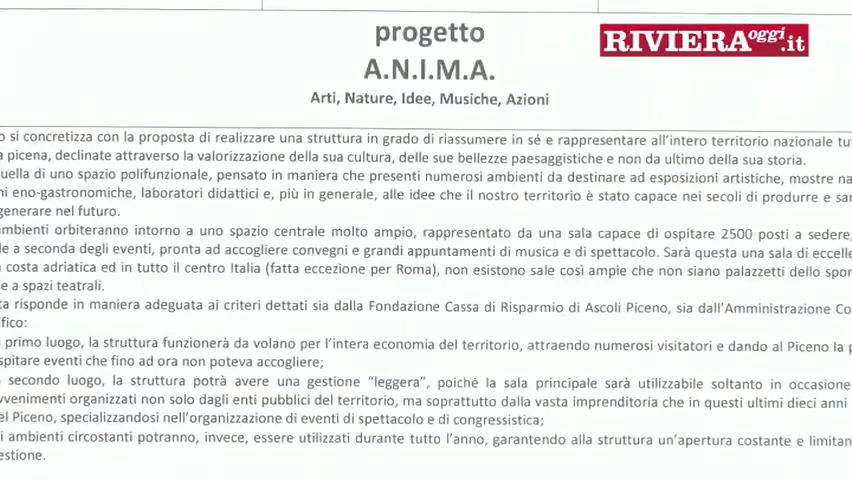 progetto
RIVIERAoggi.it
A.N.I.M.A.
Arti, Nature, Idee, Musiche, Azioni
o si concretizza con la proposta di realizzare una struttura in grado di riassumere in sé e rappresentare all'intero territorio nazionale tu
a picena, declinate attraverso la valorizzazione della sua cultura, delle sue bellezze paesaggistiche e non da ultimo della sua storia.
quella di uno spazio polifunzionale, pensato in maniera che presenti numerosi ambienti da destinare ad esposizioni artistiche, mostre na
ni eno-gastronomiche, laboratori didattici e, più in generale, alle idee che il nostro territorio è stato capace nei secoli di produrre e sar
generare nel futuro.
ambienti orbiteranno intorno a uno spazio centrale molto ampio, rappresentato da una sala capace di ospitare 2500 posti a sedere,
le a seconda degli eventi, pronta ad accogliere convegni e grandi appuntamenti di musica e di spettacolo. Sarà questa una sala di eccelle
a costa adriatica ed in tutto il centro Italia (fatta eccezione per Roma), non esistono sale così ampie che non siano palazzetti dello spor
e a spazi teatrali.
ta risponde in maniera adeguata ai criteri dettati sia dalla Fondazione Cassa di Risparmio di Ascoli Piceno, sia dall'Amministrazione Co
ifico:
n primo luogo, la struttura funzionerà da volano per l'intera economia del territorio, attraendo numerosi visitatori e dando al Piceno la p
spitare eventi che fino ad ora non poteva accogliere;
n secondo luogo, la struttura potrà avere una gestione "leggera", poiché la sala principale sarà utilizzabile soltanto in occasione
vvenimenti organizzati non solo dagli enti pubblici del territorio, ma soprattutto dalla vasta imprenditoria che in questi ultimi dieci anni
el Piceno, specializzandosi nell'organizzazione di eventi di spettacolo e di congressistica;
i ambienti circostanti potranno, invece, essere utilizzati durante tutto l'anno, garantendo alla struttura un'apertura costante e limitan
estione.